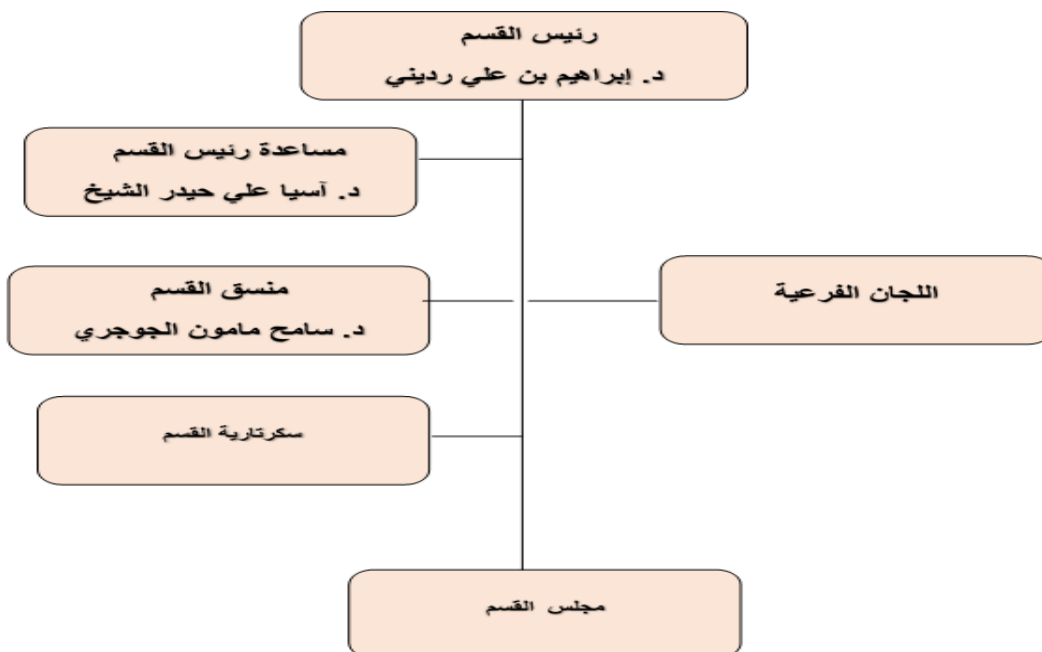 رئيس القسم
د. إبراهيم بن علي رديني
مساعدة رئيس القسم
د. آسيا علي حيدر الشيخ
اللجان الفرعية
منسق القسم
د. سامح مامون الجوجري
سكرتارية القسم
مجلس القسم